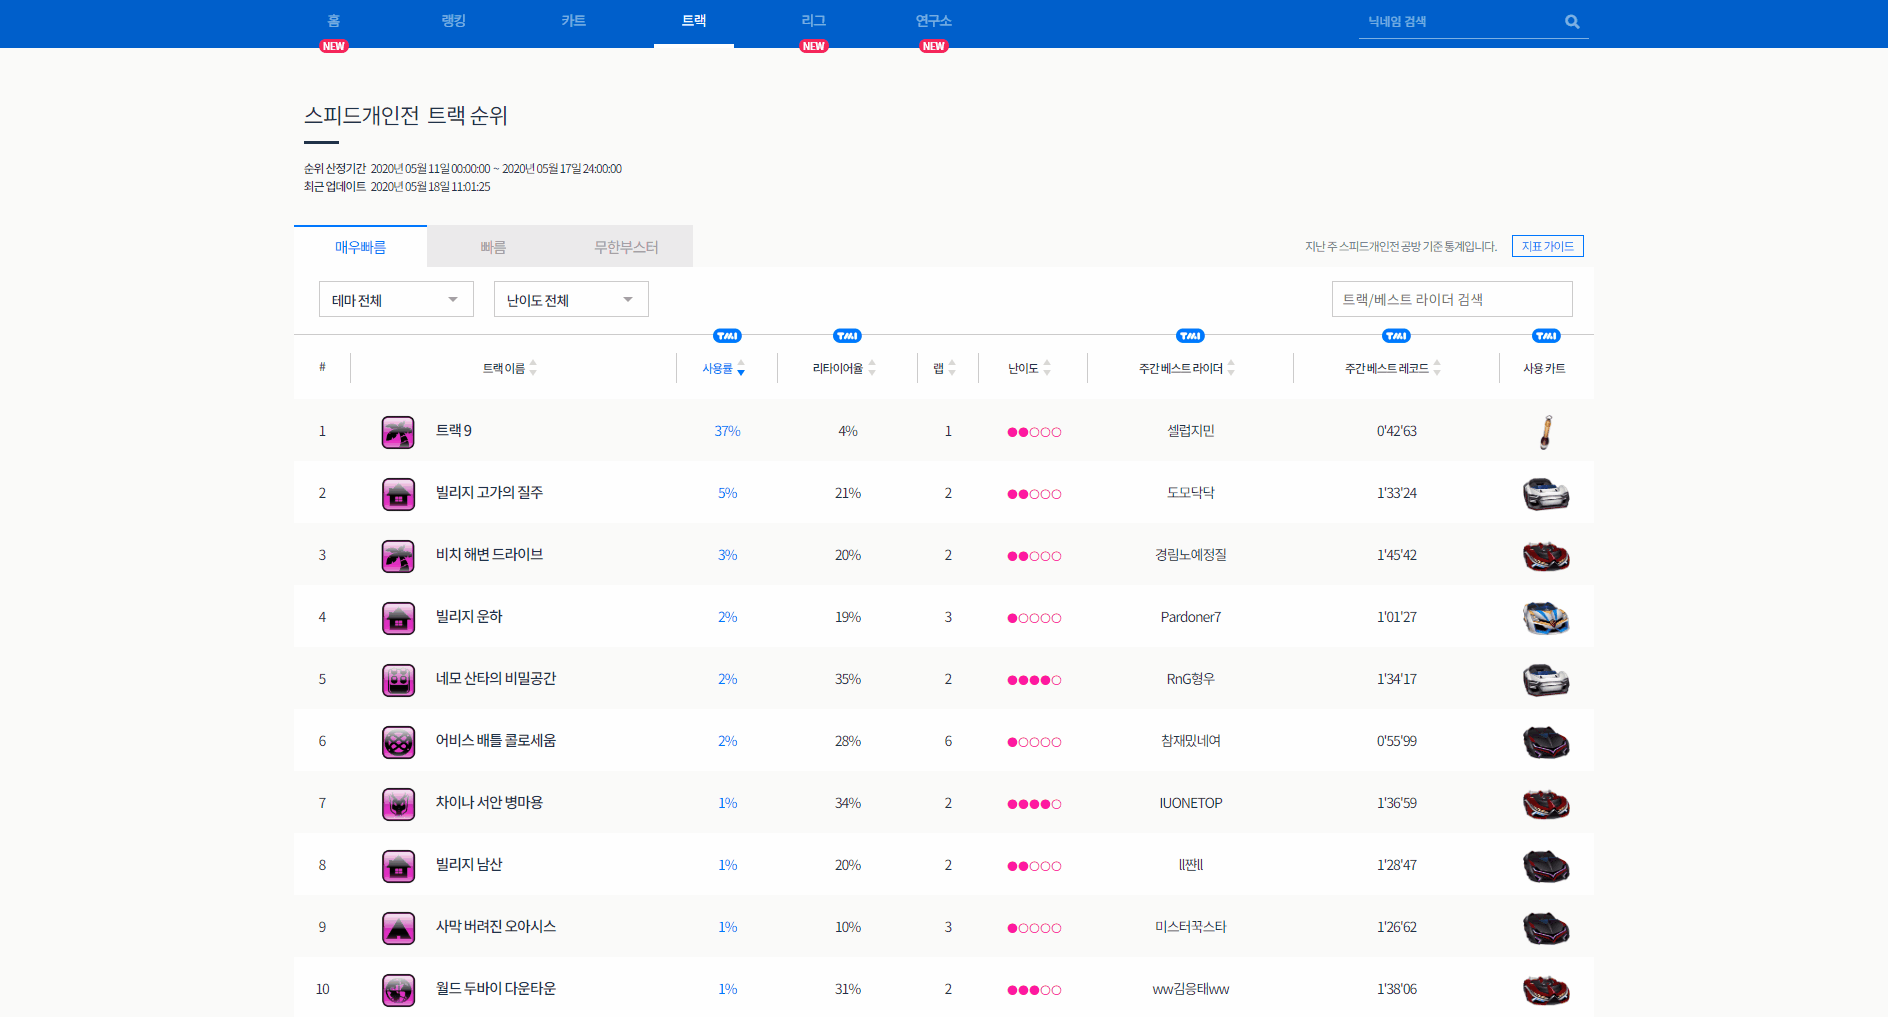 홈 랭킹 카트 트랙 리그 연구소 닉네임 검색
NEW NEW NEW
스피드개인전 트랙 순위
순위 산정기간 2020년 05월 11일 00:00:00 ~ 2020년 05월 17일 24:00:00
최근 업데이트 2020년 05월 18일 11:01:25
매우빠름 빠름 무한부스터 지난 주 스피드개인전 공방 기준 통계입니다. 지표 가이드
테마 전체 난이도 전체 트랙/베스트 라이더 검색
TMI TMI TMI TMI TMI
# 트랙 이름 사용률 리타이어율 랩 난이도 주간 베스트 라이더 주간 베스트 레코드 사용 카트
1 트랙 9 37% 4% 1 셀럽지민 0'42'63
2 빌리지 고가의 질주 5% 21% 2 도모닥닥 1'33'24
3 비치 해변 드라이브 3% 20% 2 경림노예정질 1'45'42
4 빌리지 운하 2% 19% 3 Pardoner7 1'01'27
5 네모 산타의 비밀공간 2% 35% 2 RnG형우 1'34'17
6 어비스 배틀 콜로세움 2% 28% 6 참재밌네여 0'55'99
7 차이나 서안 병마용 1% 34% 2 IUONETOP 1'36'59
8 빌리지 남산 1% 20% 2 1'28'47
9 사막 버려진 오아시스 1% 10% 3 미스터꾹스타 1'26'62
10 월드 두바이 다운타운 1% 31% 2 ww김응태ww 1'38'06